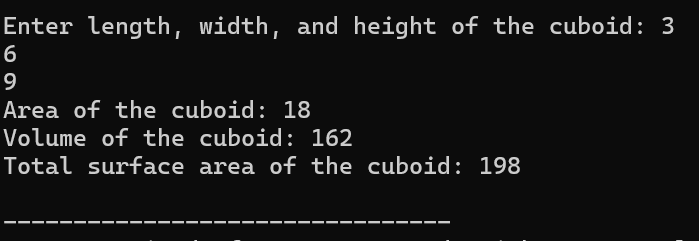 Enter length, width, and height of the cuboid: 3
6
9
Area of the cuboid: 18
Volume of the cuboid: 162
Total surface area of the cuboid: 198
--------------------------------